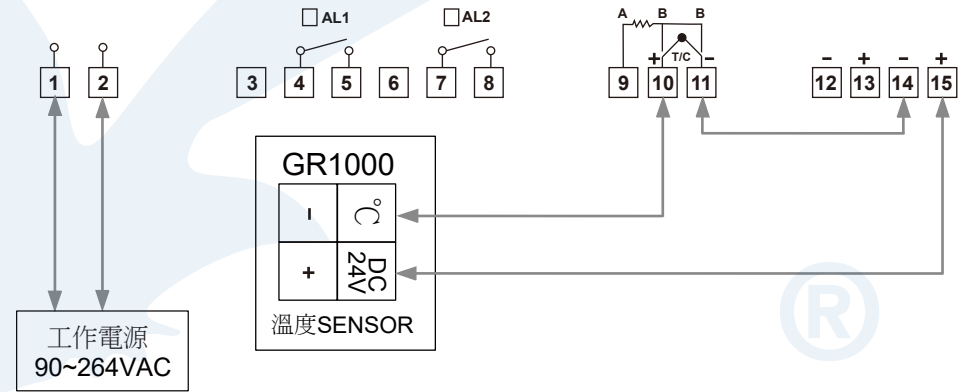 AL1
AL2
A B B
+ T/C -
- + - +
1 2 3 4 5 6 7 8 9 10 11 12 13 14 15
GR1000
- ℃
+ DC 24V
溫度SENSOR
工作電源
90~264VAC
®